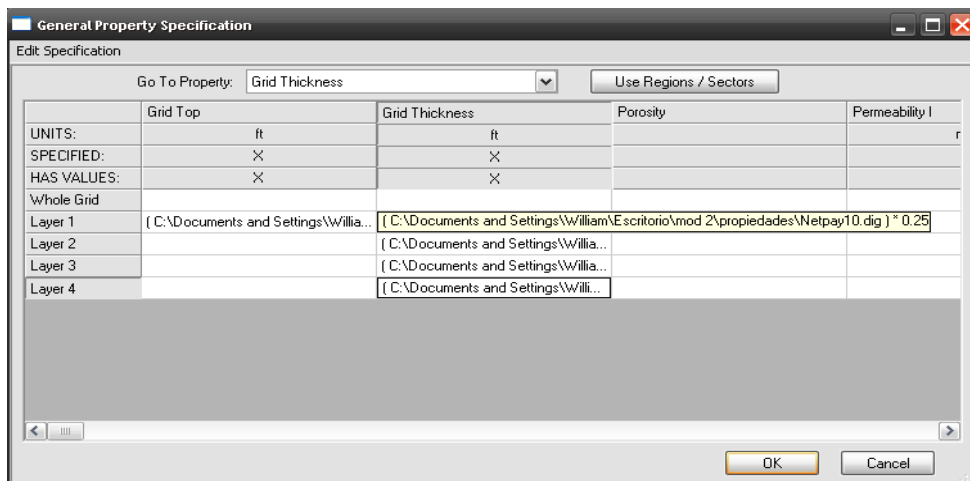 General Property Specification
Edit Specification
Go To Property: Grid Thickness Use Regions / Sectors
Grid Top Grid Thickness Porosity Permeability I
UNITS: ft ft
SPECIFIED: X X
HAS VALUES: X X
Whole Grid
Layer 1 ( C:\Documents and Settings\Willia... ( C:\Documents and Settings\William\Escritorio\mod 2\propiedades\Netpay10.dig ) * 0.25
Layer 2 ( C:\Documents and Settings\Willia...
Layer 3 ( C:\Documents and Settings\Willia...
Layer 4 ( C:\Documents and Settings\Willi...
OK Cancel